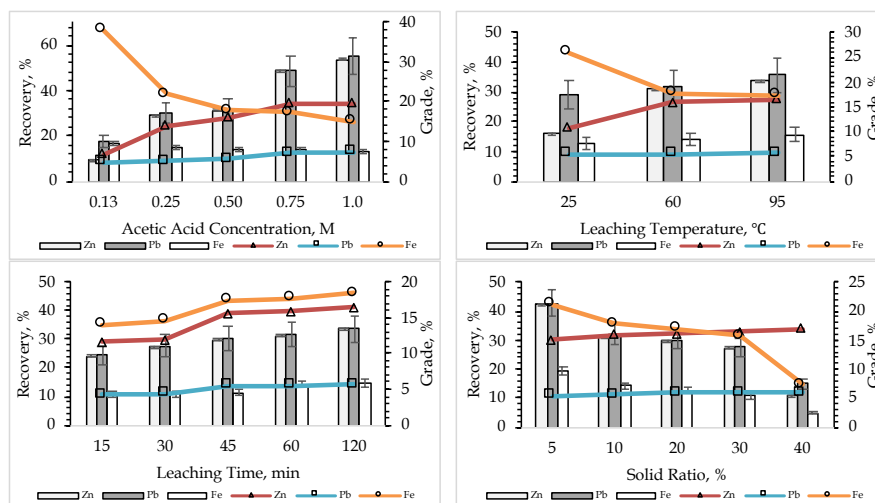 Recovery, %
60
40
20
0
40
30
20
10
0
Grade, %
0.13 0.25 0.50 0.75 1.0
Acetic Acid Concentration, M
Zn Pb Fe Zn Pb Fe
Recovery, %
50
40
30
20
10
0
30
25
20
15
10
5
0
Grade, %
25 60 95
Leaching Temperature, °C
Zn Pb Fe Zn Pb Fe
Recovery, %
50
40
30
20
10
0
20
15
10
5
0
Grade, %
15 30 45 60 120
Leaching Time, min
Zn Pb Fe Zn Pb Fe
Recovery, %
50
40
30
20
10
0
25
20
15
10
5
0
Grade, %
5 10 20 30 40
Solid Ratio, %
Zn Pb Fe Zn Pb Fe